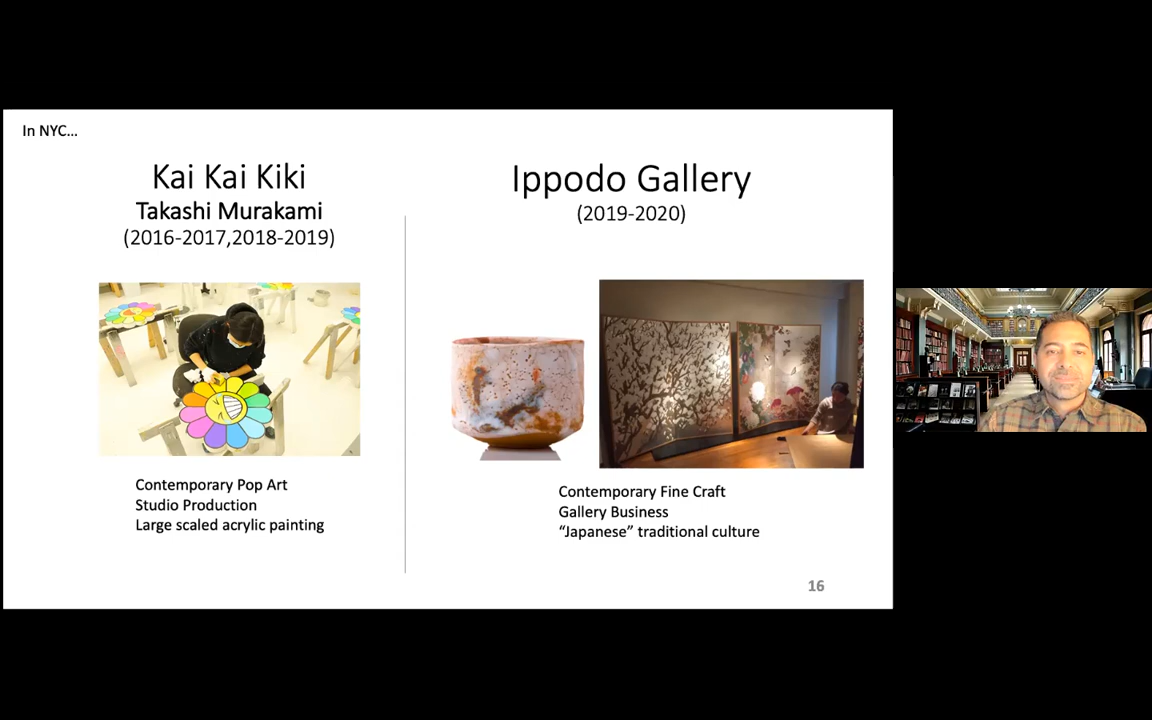 In NYC...
Kai Kai Kiki
Takashi Murakami
(2016-2017,2018-2019)
Contemporary Pop Art
Studio Production
Large scaled acrylic painting
Ippodo Gallery
(2019-2020)
Contemporary Fine Craft
Gallery Business
“Japanese” traditional culture
16